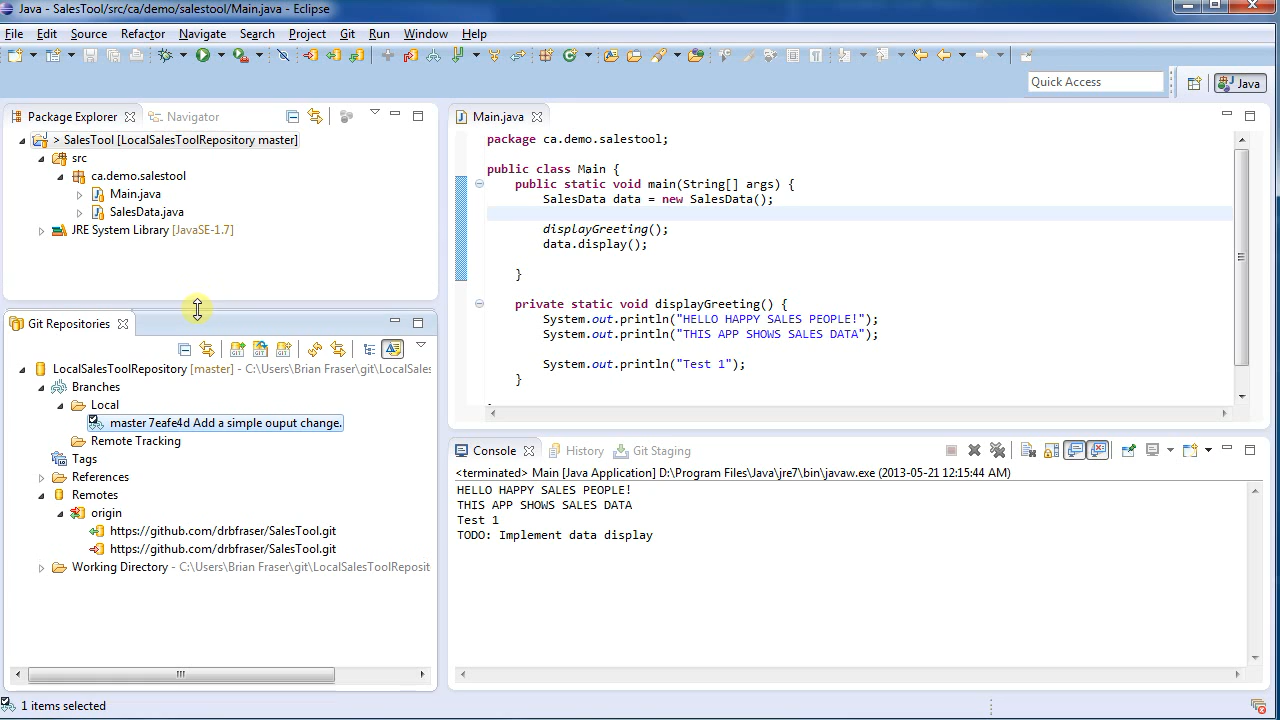 Java - SalesTool/src/ca/demo/salestool/Main.java - Eclipse
File Edit Source Refactor Navigate Search Project Git Run Window Help
Quick Access
Java
Package Explorer
Navigator
> SalesTool [LocalSalesToolRepository master]
src
ca.demo.salestool
Main.java
SalesData.java
JRE System Library [JavaSE-1.7]
Git Repositories
LocalSalesToolRepository [master] - C:\Users\Brian Fraser\git\LocalSales
Branches
Local
master 7eafe4d Add a simple ouput change.
Remote Tracking
Tags
References
Remotes
origin
https://github.com/drbfraser/SalesTool.git
https://github.com/drbfraser/SalesTool.git
Working Directory - C:\Users\Brian Fraser\git\LocalSalesToolReposit
Main.java
package ca.demo.salestool;
public class Main {
public static void main(String[] args) {
SalesData data = new SalesData();
displayGreeting();
data.display();
}
private static void displayGreeting() {
System.out.println("HELLO HAPPY SALES PEOPLE!");
System.out.println("THIS APP SHOWS SALES DATA");
System.out.println("Test 1");
}
Console
History
Git Staging
<terminated> Main [Java Application] D:\Program Files\Java\jre7\bin\javaw.exe (2013-05-21 12:15:44 AM)
HELLO HAPPY SALES PEOPLE!
THIS APP SHOWS SALES DATA
Test 1
TODO: Implement data display
1 items selected